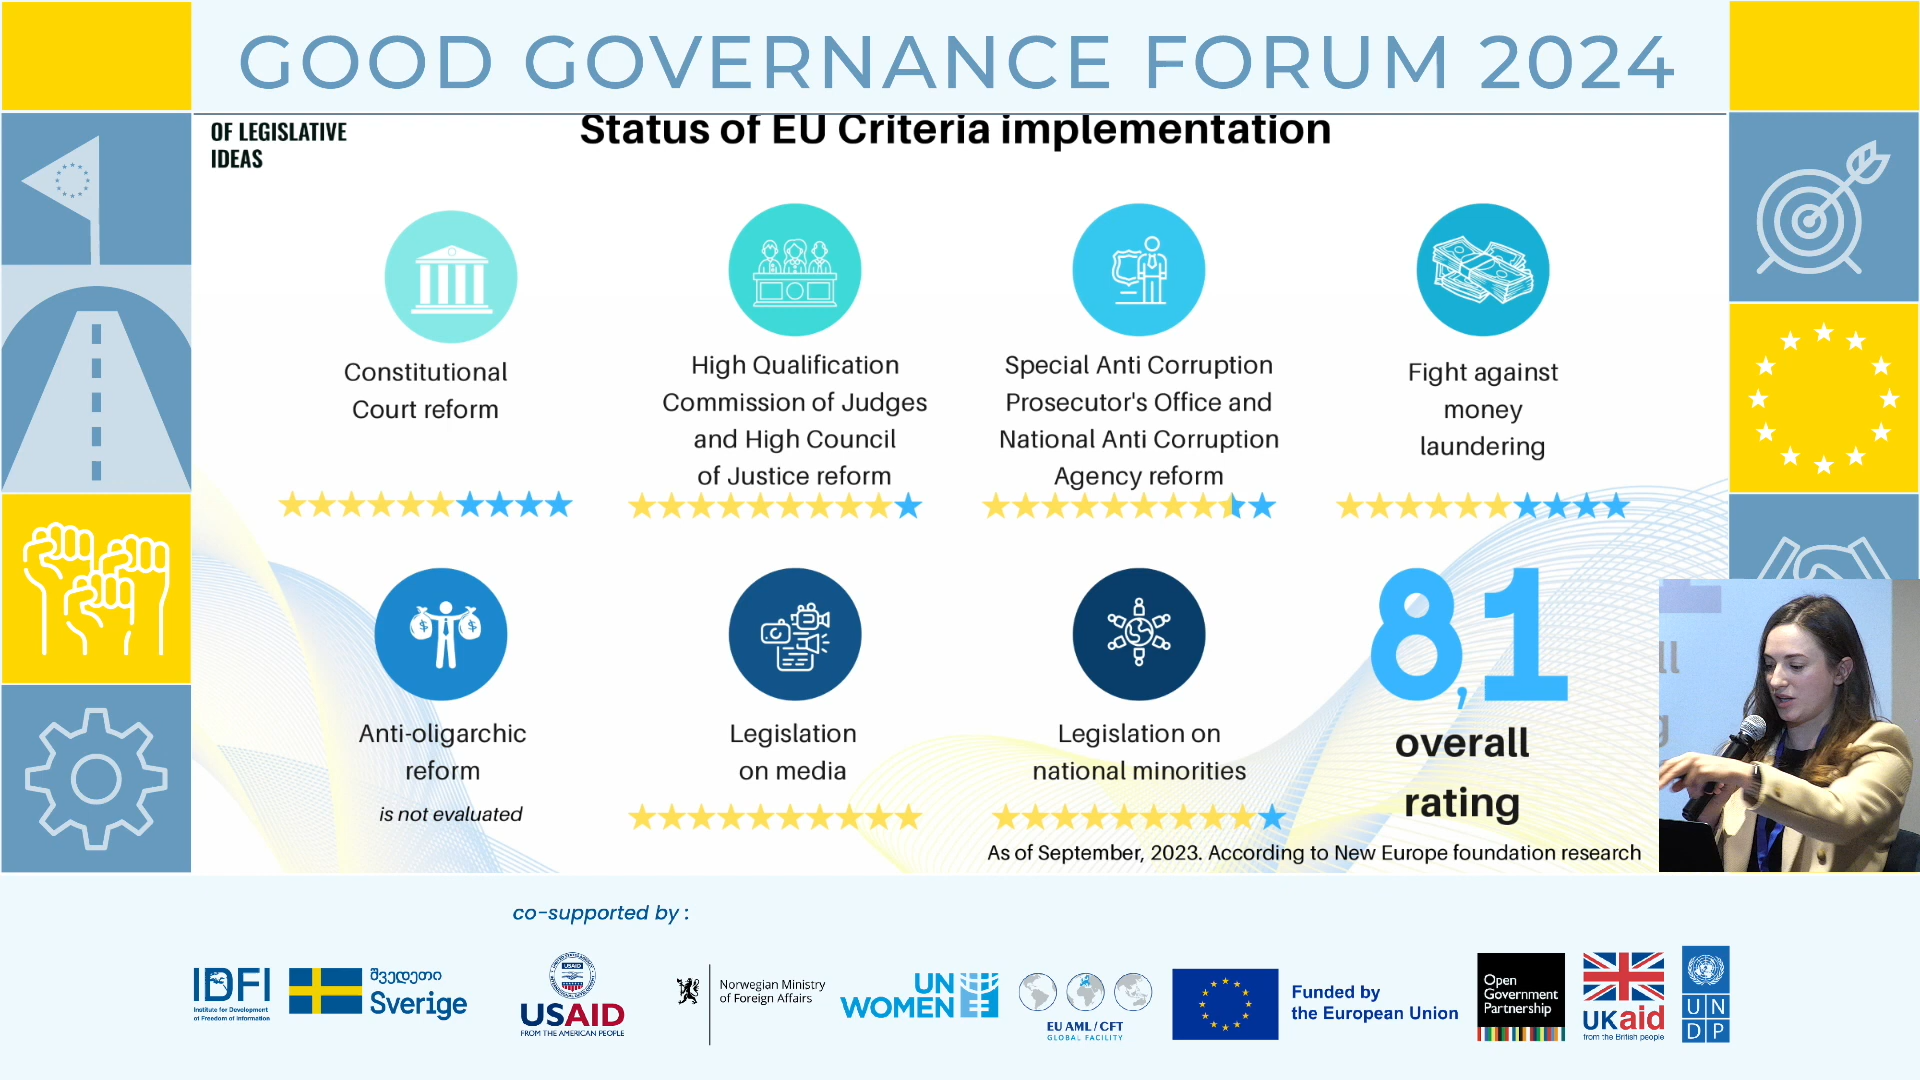 GOOD GOVERNANCE FORUM 2024
OF LEGISLATIVE
IDEAS
Status of EU Criteria implementation
Constitutional
Court reform
High Qualification
Commission of Judges
and High Council
of Justice reform
Special Anti Corruption
Prosecutor's Office and
National Anti Corruption
Agency reform
Fight against
money
laundering
Anti-oligarchic
reform
is not evaluated
Legislation
on media
Legislation on
national minorities
8,1
overall
rating
As of September, 2023. According to New Europe foundation research
co-supported by :
IDFI
Institute for Development
of Freedom of Information
შვედეთი
Sverige
USAID
USAID
FROM THE AMERICAN PEOPLE
Norwegian Ministry
of Foreign Affairs
UN
WOMEN
EU AML / CFT
GLOBAL FACILITY
Funded by
the European Union
Open
Government
Partnership
UKaid
from the British people
U N
D P